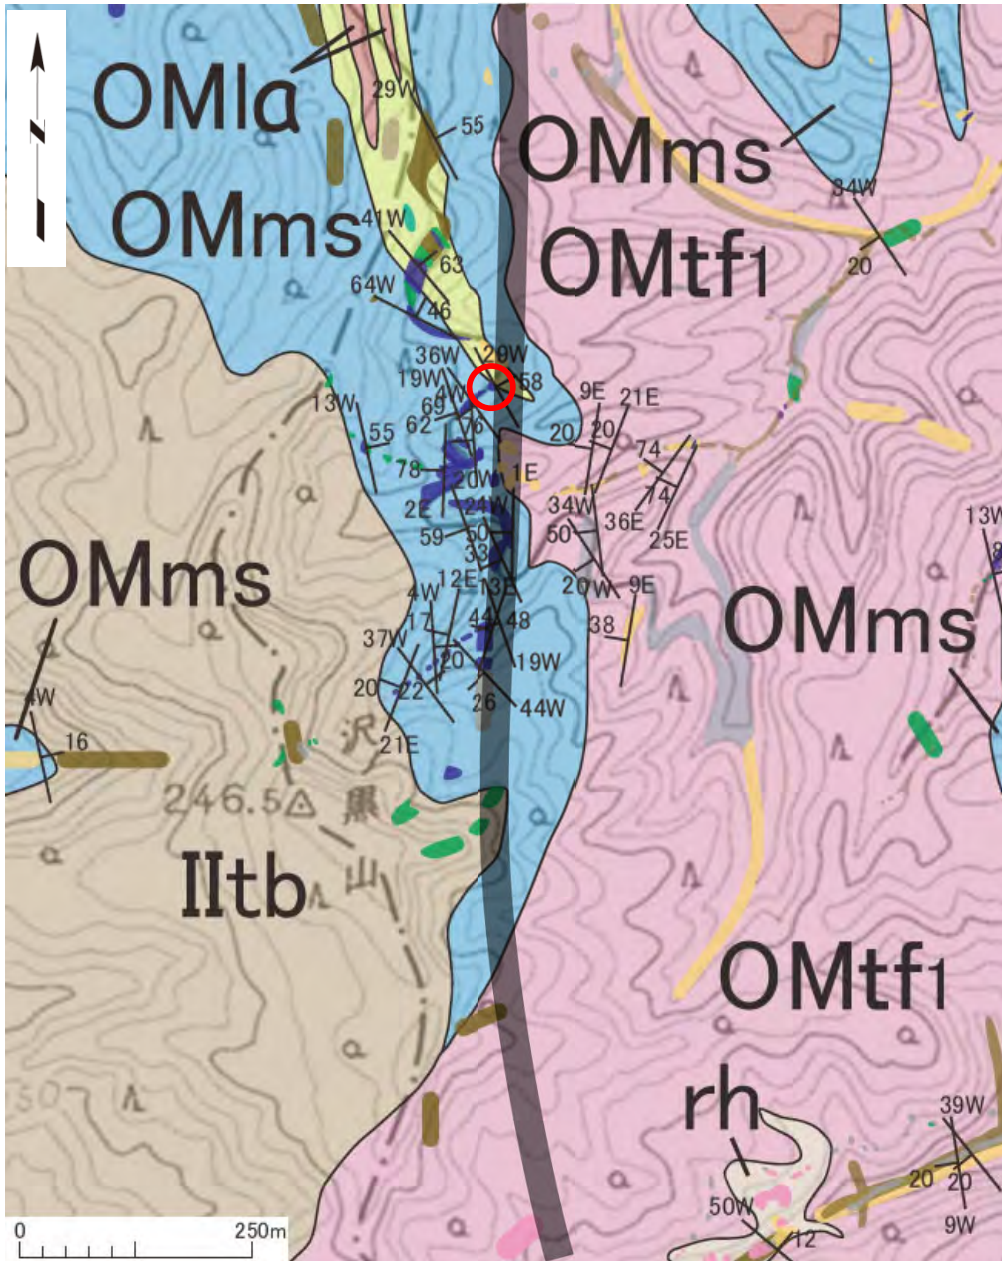 N
OMla
29W
55
OMms
OMms
34W
41W
OMtf1
63
20
64W
46
36W
29W
19W
4W
58
13W
69
9E
21E
62
76
55
20
20
74
78
20W
1E
74
2E
24W
34W
36E
13W
59
50
50
25E
33
OMms
12E
13E
20W
9E
4W
OMms
17
44
48
38
37W
20
19W
4W
20
22
26
44W
16
21E
沢
246.5
黒
IItb
山
OMtf1
50
rh
39W
20
20
50W
9W
12
0
250m